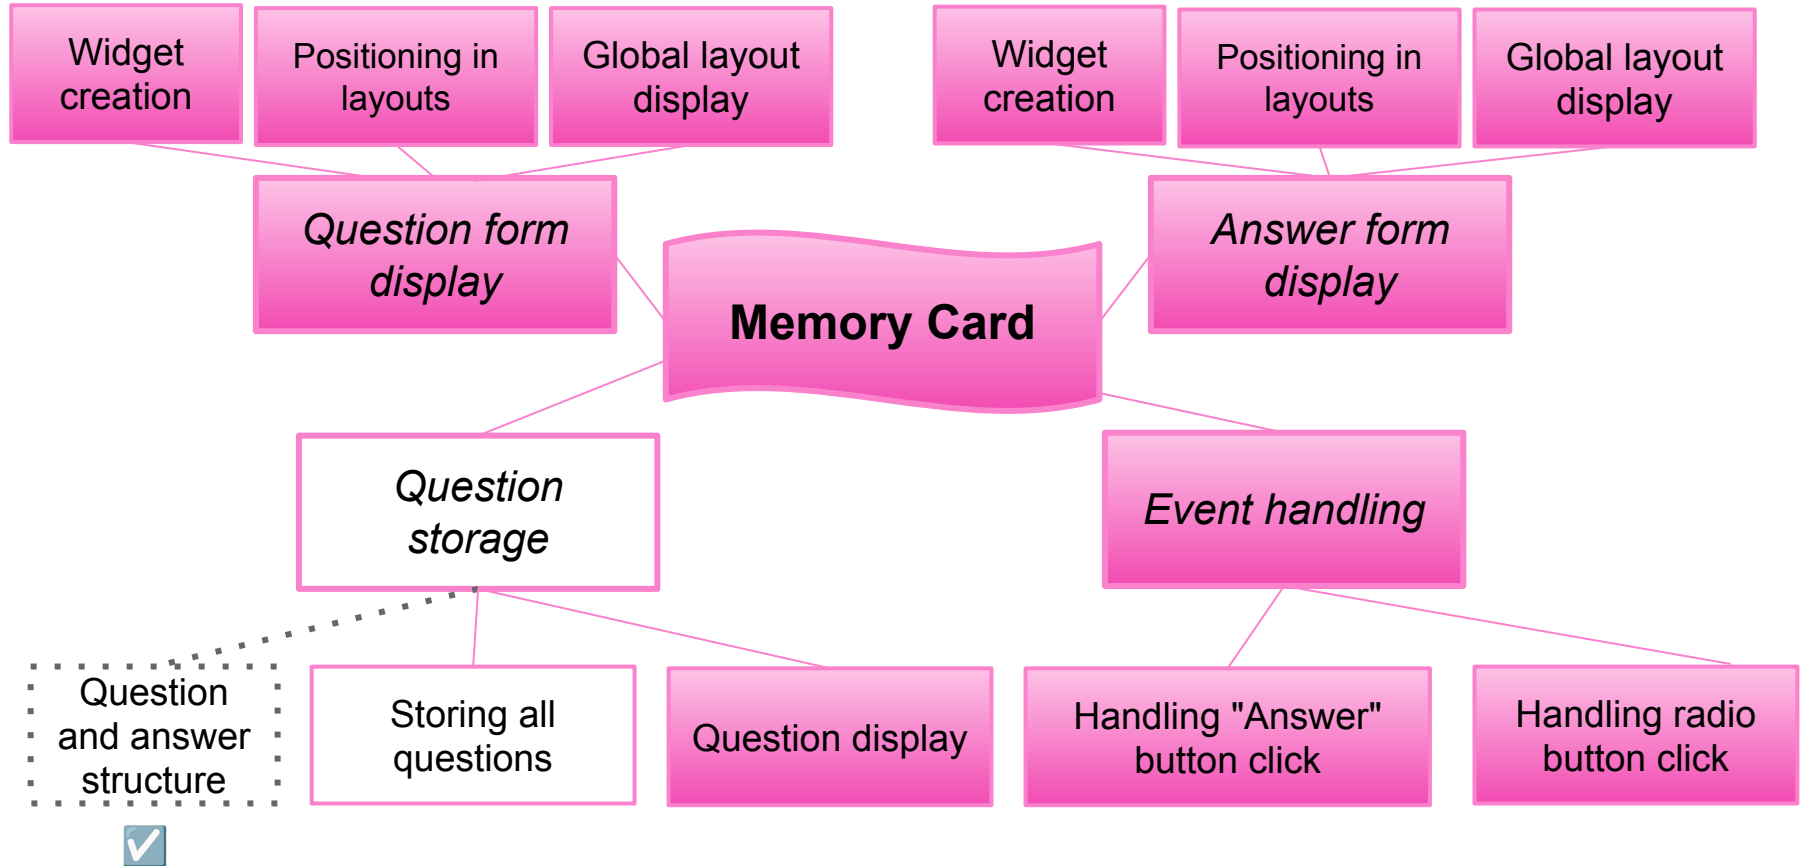 Widget
creation
Positioning in
layouts
Global layout
display
Widget
creation
Positioning in
layouts
Global layout
display
Question form
display
Answer form
display
Memory Card
Question
storage
Event handling
Question
and answer
structure
Storing all
questions
Question display
Handling "Answer"
button click
Handling radio
button click